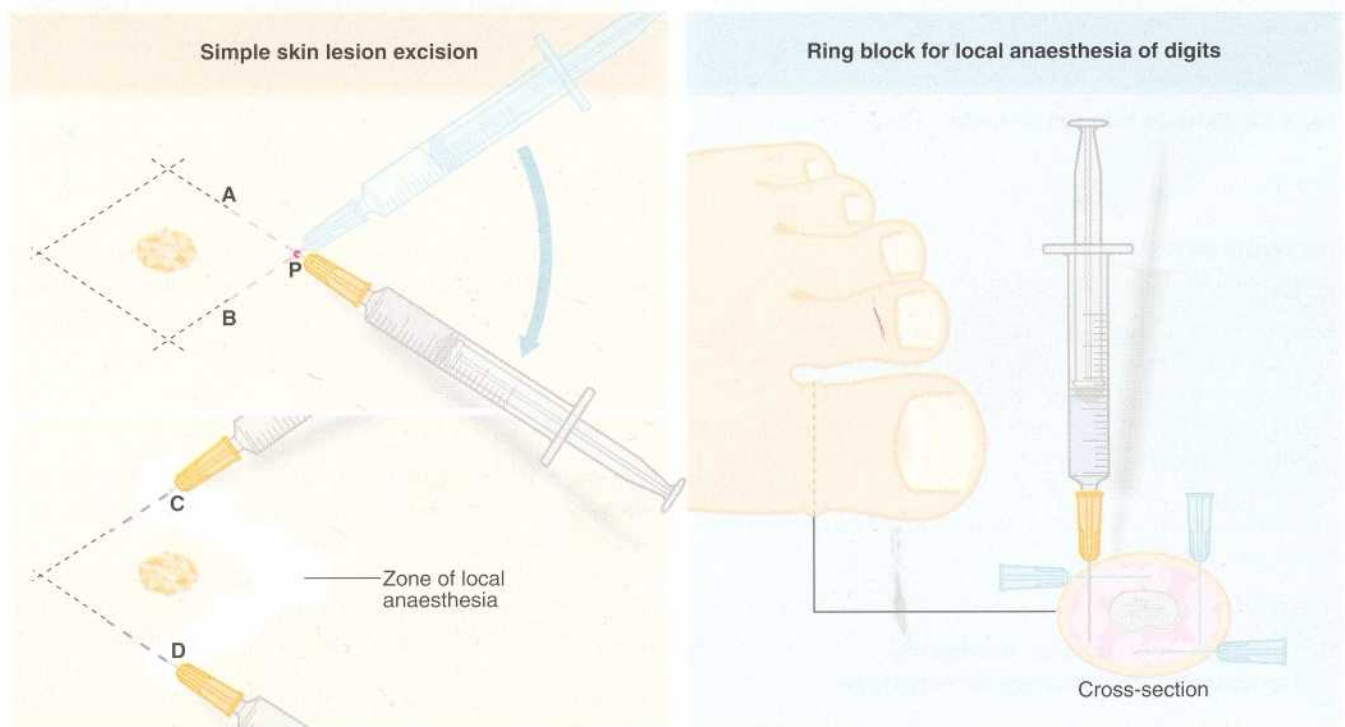 Simple skin lesion excision
A
P
B
C
D
Zone of local
anaesthesia
Ring block for local anaesthesia of digits
Cross-section